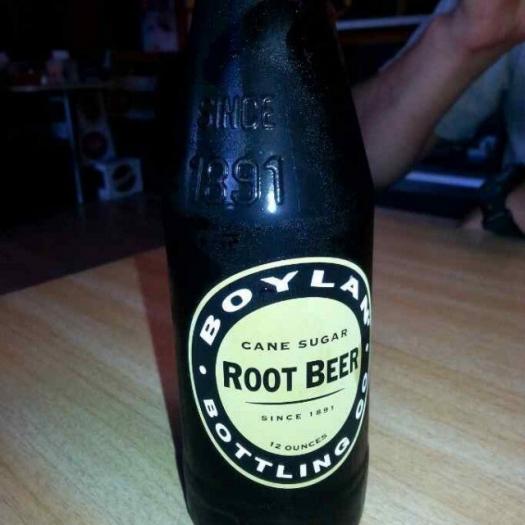 SINCE
1891
BOYLAN
CANE SUGAR
ROOT BEER
SINCE 1891
12 OUNCES
BOTTLING CO